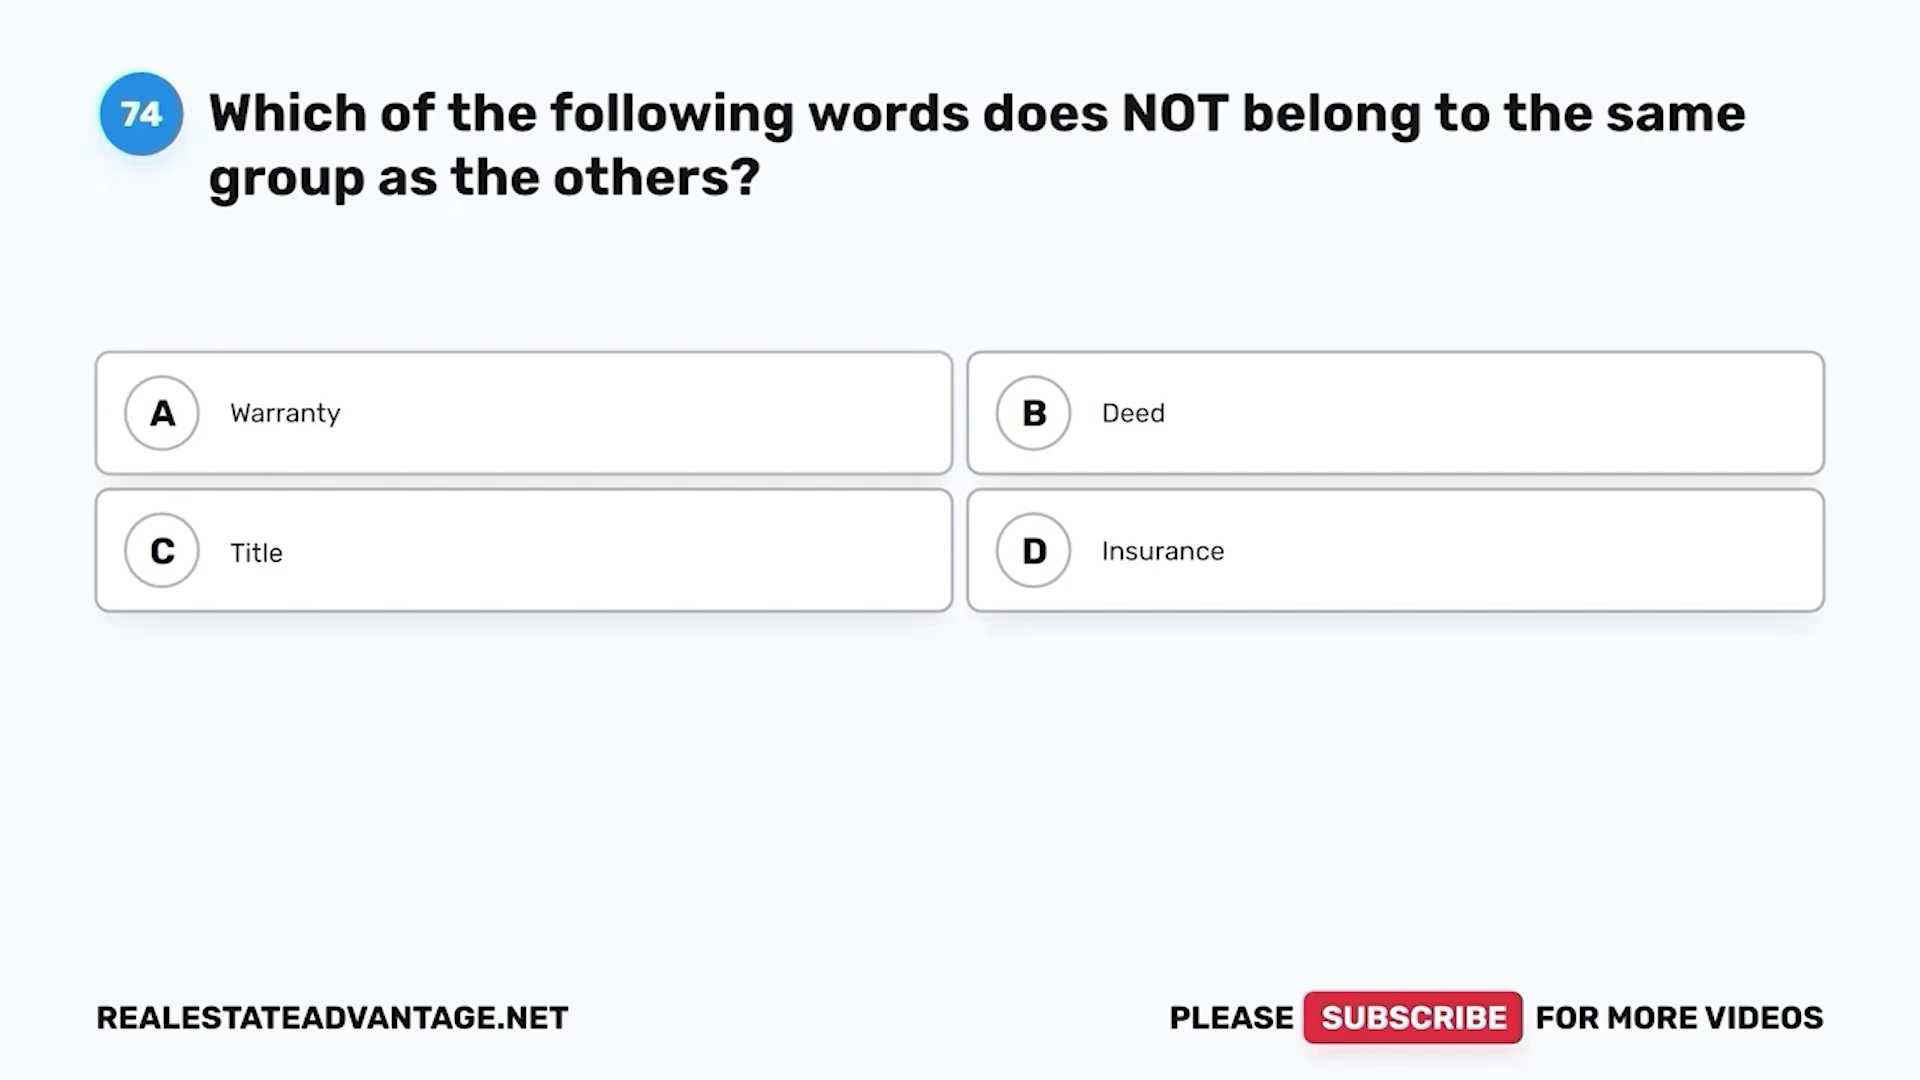 74
Which of the following words does NOT belong to the same
group as the others?
A Warranty
B Deed
C Title
D Insurance
REALESTATEADVANTAGE.NET
PLEASE SUBSCRIBE FOR MORE VIDEOS